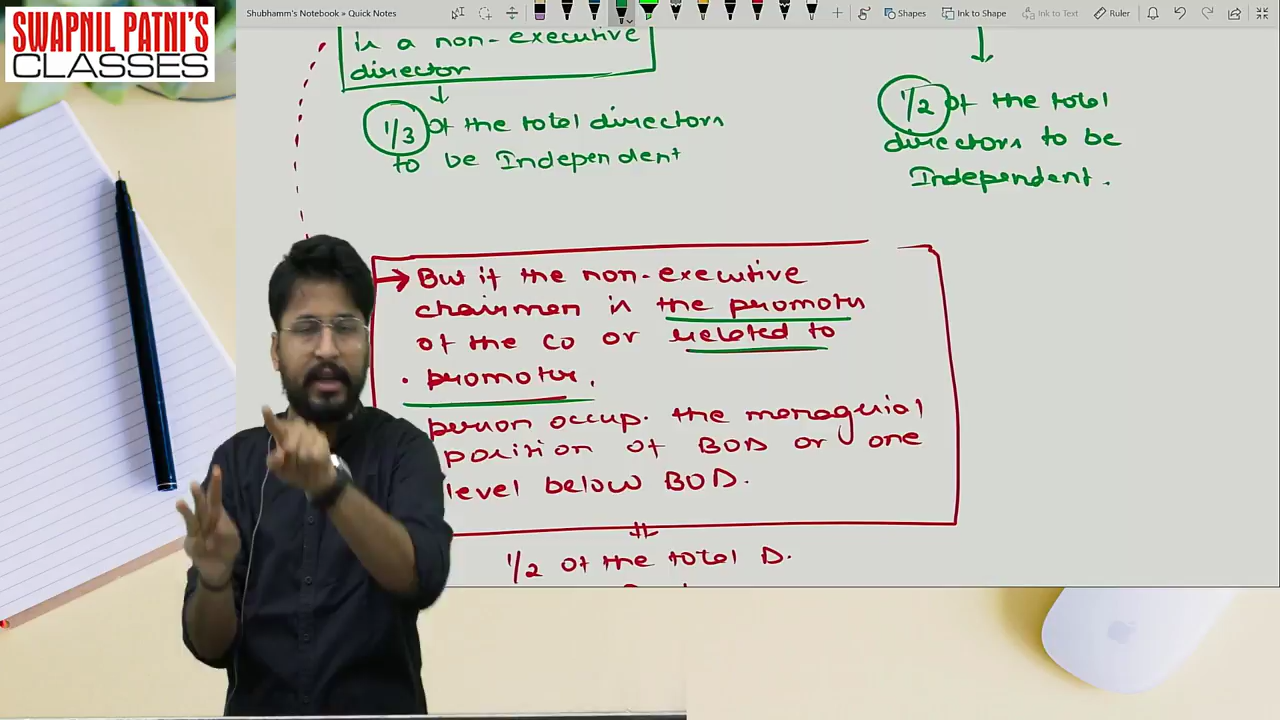 SWAPNIL PATNI'S
CLASSES
Shubhamm's Notebook » Quick Notes
Shapes
Ink to Shape
Ink to Text
Ruler
is a non-executive
director
1/3 of the total directors
to be Independent
1/2 of the total
directors to be
Independent.
But if the non-executive
chairman is the promoter
of the co or related to
promoter.
person occup. the managerial
position of BOD or one
level below BOD.
1/2 of the total D.